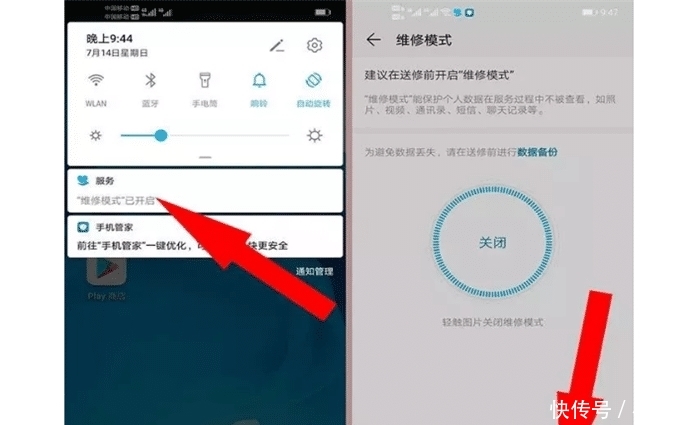 中国移动 HD
中国移动 HD
晚上9:44
7月14日星期日
WLAN
蓝牙
手电筒
响铃
自动旋转
服务
“维修模式”已开启
手机管家
前往“手机管家”一键优化，
快更安全
通知管理
Play 商店
9:47
维修模式
建议在送修前开启“维修模式”
“维修模式”能保护个人数据在服务过程中不被查看，如照
片、视频、通讯录、短信、聊天记录等。
为避免数据丢失，请在送修前进行数据备份
关闭
轻触图片关闭维修模式
快传号 /